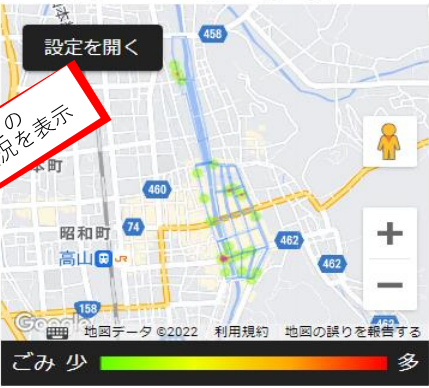 458
設定を開く
の
況を表示
本町
460
昭和町
74
高山 JR
462
462
158
Google
地図データ ©2022 利用規約 地図の誤りを報告する
ごみ 少 多